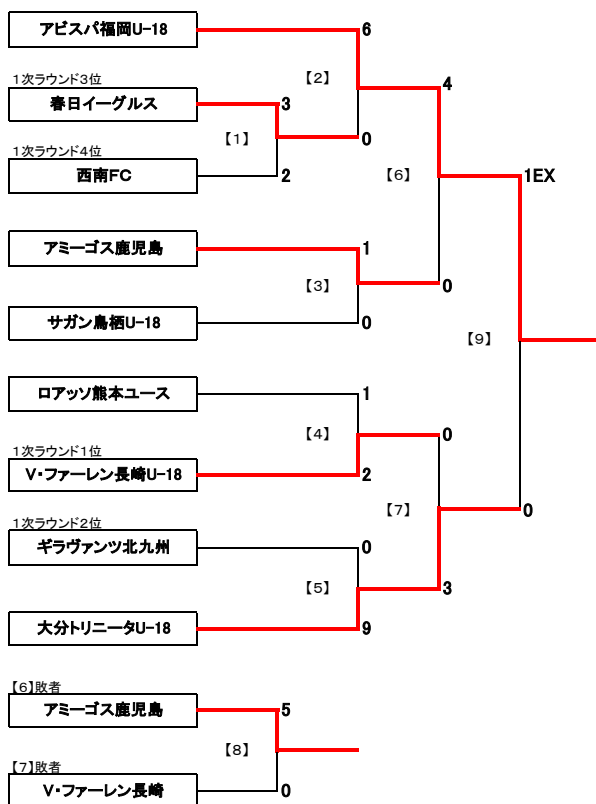 アビスパ福岡U-18
6
【2】
4
1次ラウンド3位
春日イーグルス
3
【1】
0
1次ラウンド4位
西南FC
2
【6】
1EX
アミーゴス鹿児島
1
【3】
0
サガン鳥栖U-18
0
【9】
ロアッソ熊本ユース
1
【4】
0
1次ラウンド1位
V・ファーレン長崎U-18
2
【7】
0
1次ラウンド2位
ギラヴァンツ北九州
0
【5】
3
大分トリニータU-18
9
【6】敗者
アミーゴス鹿児島
5
【8】
【7】敗者
V・ファーレン長崎
0